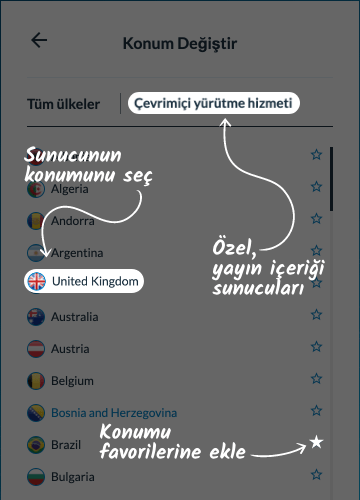 Konum Değiştir
Tüm ülkeler
Çevrimiçi yürütme hizmeti
Sunucunun
konumunu seç
Algeria
Andorra
Argentina
Özel,
yayın içeriği
sunucuları
United Kingdom
Australia
Austria
Belgium
Bosnia and Herzegovina
Brazil
Konumu
favorilerine ekle
Bulgaria